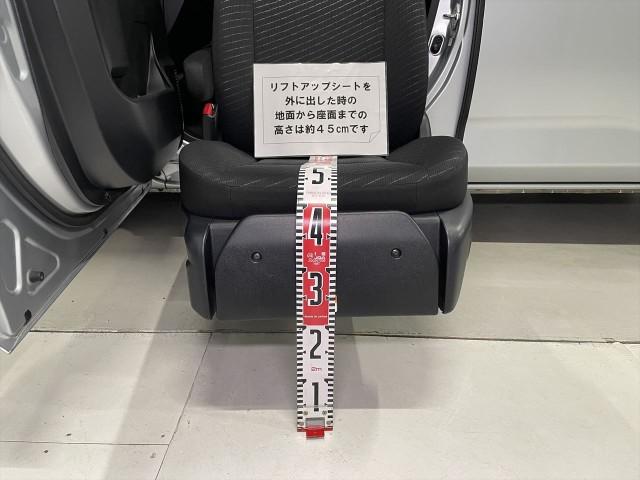 リフトアップシートを
外に出した時の
地面から座面までの
高さは約45cmです
5
4
3
2
2m
1